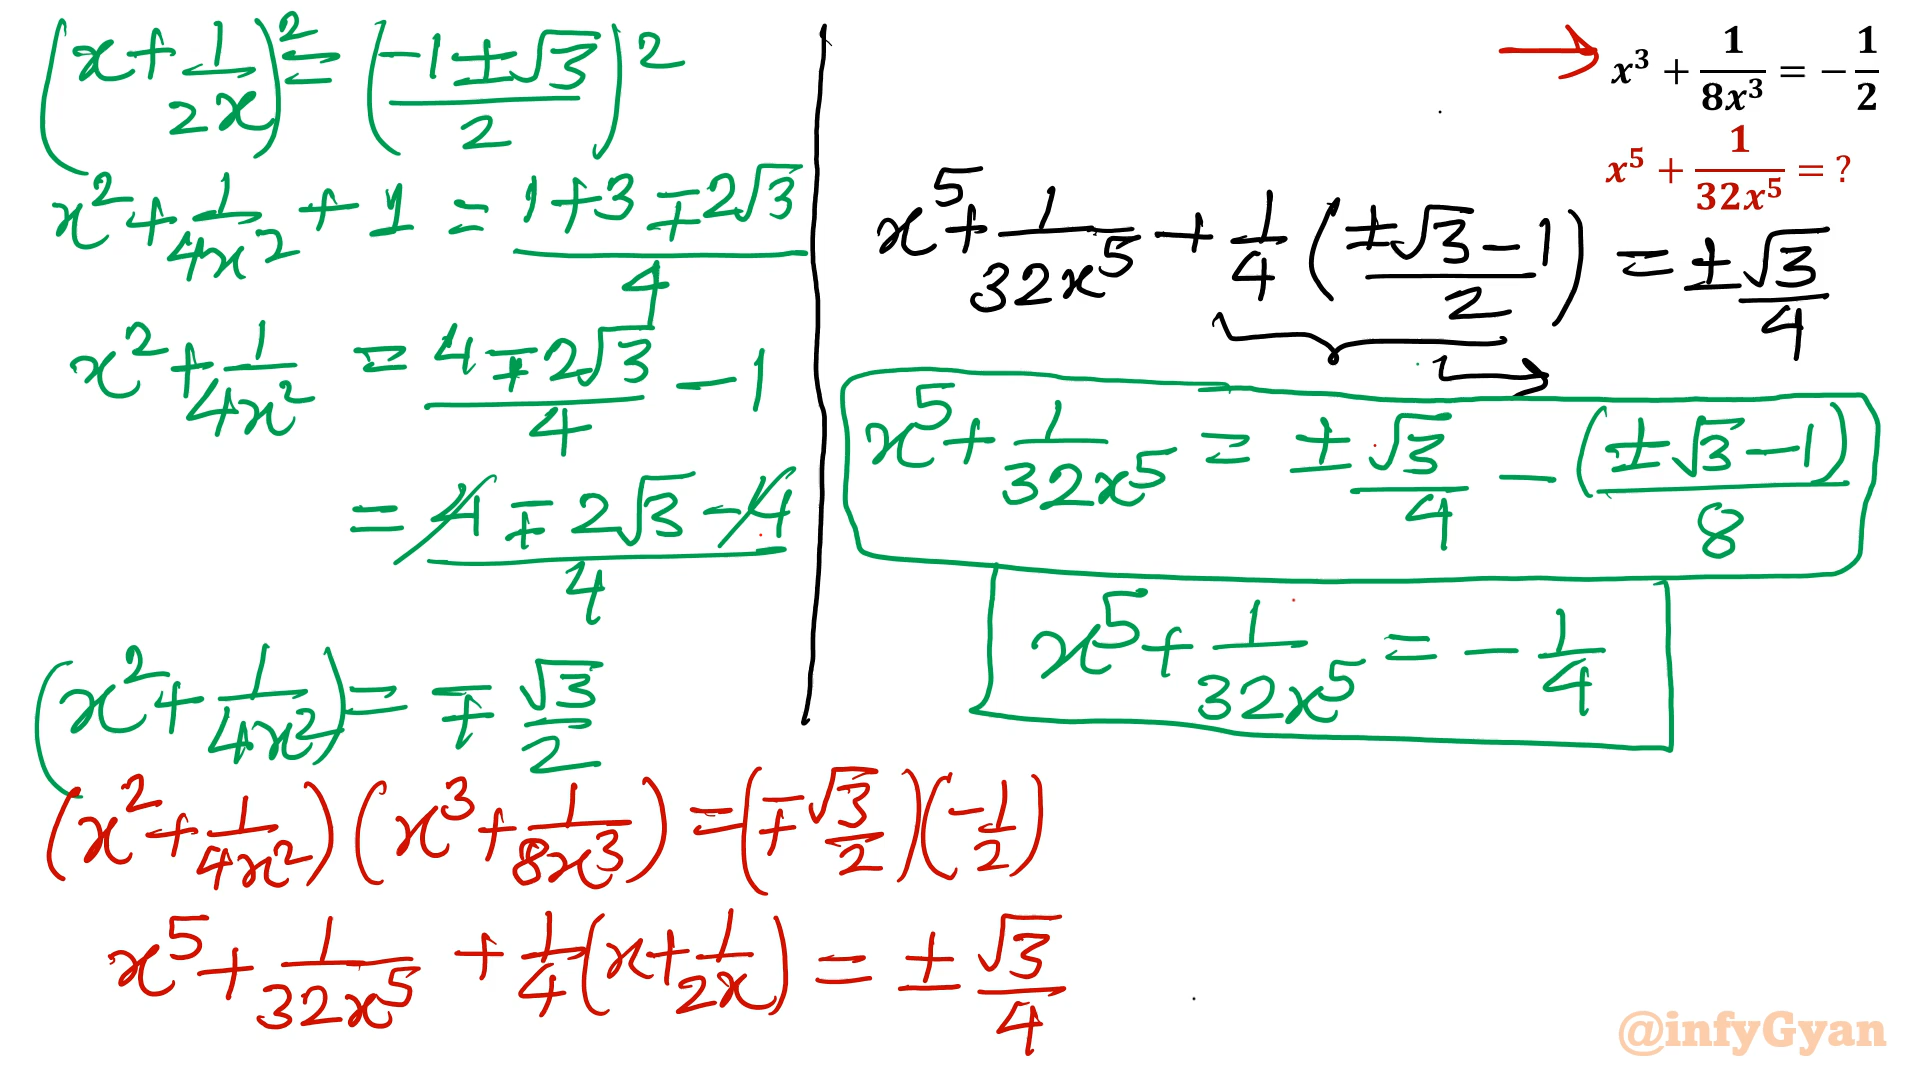 (x + 1/2x)² = ((-1 ± √3)/2)²
x² + 1/4x² + 1 = (1+3 ∓ 2√3)/4
x² + 1/4x² = (4 ∓ 2√3)/4 - 1
= (4 ∓ 2√3 - 4)/4
(x² + 1/4x²) = ∓ √3/2
(x² + 1/4x²) (x³ + 1/8x³) = (∓ √3/2)(-1/2)
x⁵ + 1/32x⁵ + 1/4 (x + 1/2x) = ± √3/4
→ x³ + 1/8x³ = -1/2
x⁵ + 1/32x⁵ = ?
x⁵ + 1/32x⁵ + 1/4 ((±√3 - 1)/2) = ± √3/4
x⁵ + 1/32x⁵ = ± √3/4 - (±√3 - 1)/8
x⁵ + 1/32x⁵ = - 1/4
@infyGyan